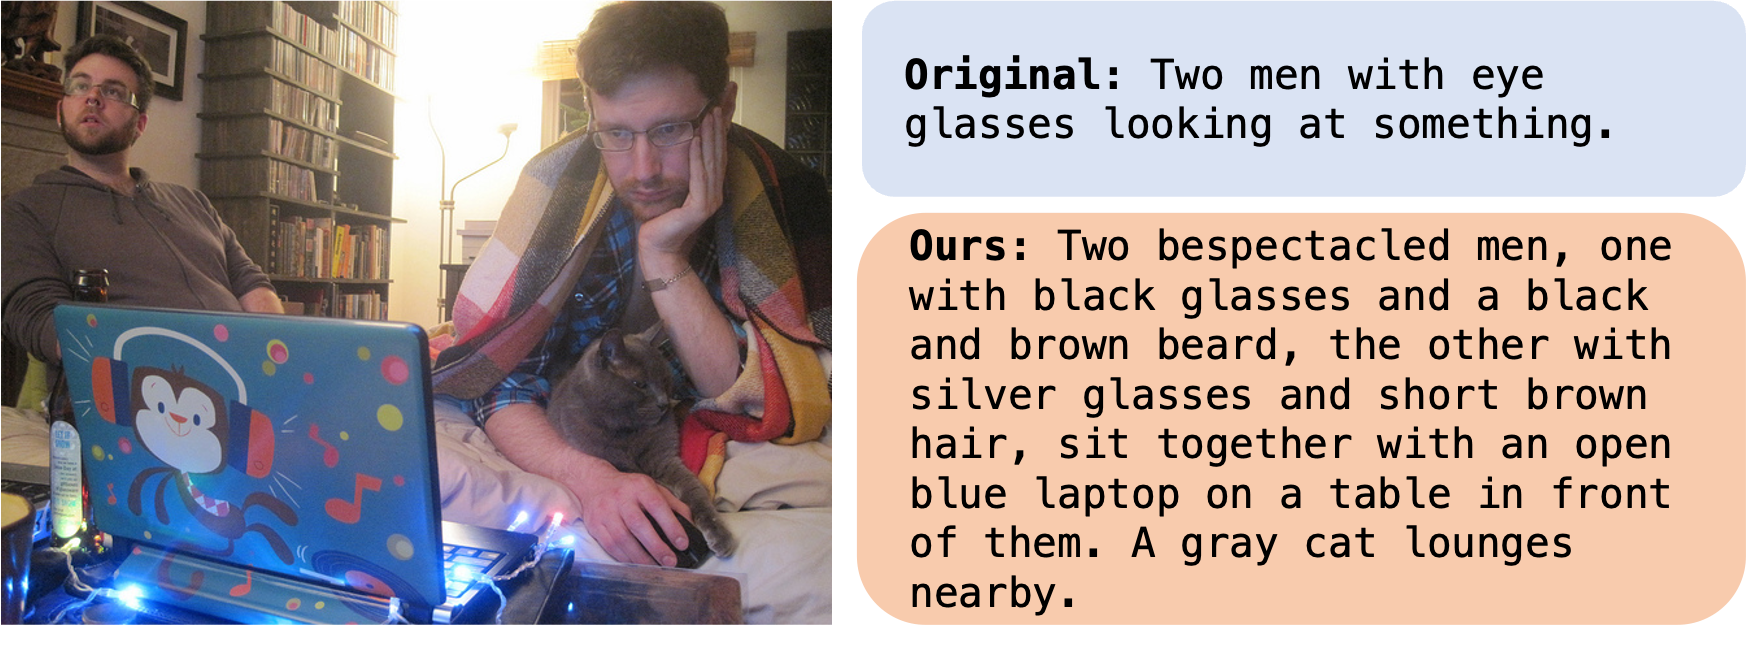 Original: Two men with eye
glasses looking at something.
Ours: Two bespectacled men, one
with black glasses and a black
and brown beard, the other with
silver glasses and short brown
hair, sit together with an open
blue laptop on a table in front
of them. A gray cat lounges
nearby.